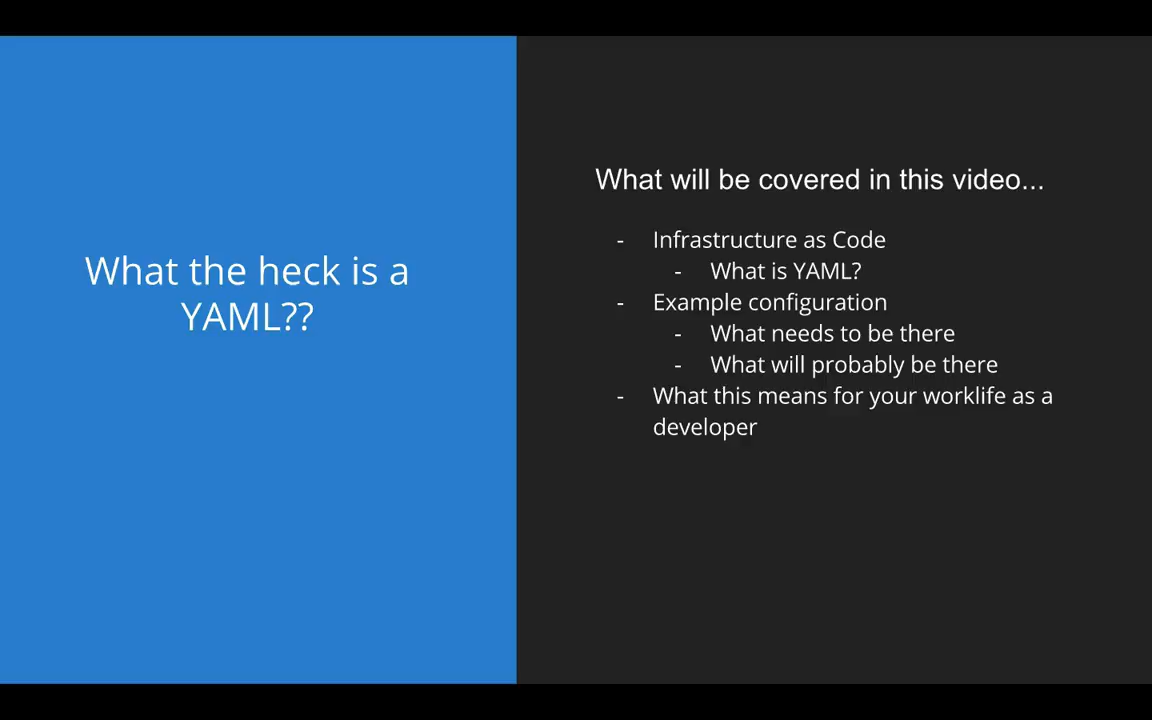 What the heck is a
YAML??
What will be covered in this video...
- Infrastructure as Code
- What is YAML?
- Example configuration
- What needs to be there
- What will probably be there
- What this means for your worklife as a
developer